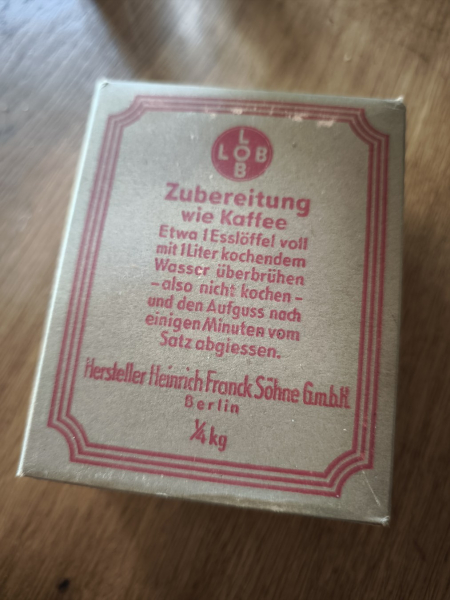 L
LOB
B
Zubereitung
wie Kaffee
Etwa 1 Esslöffel voll
mit 1 Liter kochendem
Wasser überbrühen
– also nicht kochen –
und den Aufguss nach
einigen Minuten vom
Satz abgiessen.
Hersteller Heinrich Franck Söhne G.m.b.H.
Berlin
¼ kg